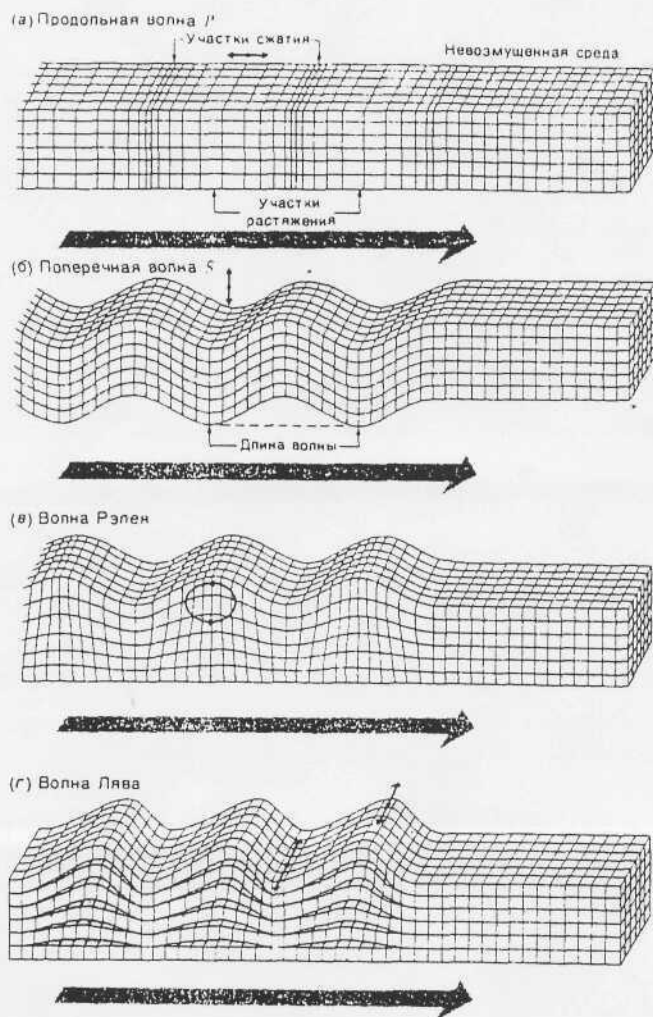 (а) Продольная волна P
Участки сжатия
Невозмущенная среда
Участки
растяжения
(б) Поперечная волна S
Длина волны
(в) Волна Рэлея
(г) Волна Лява